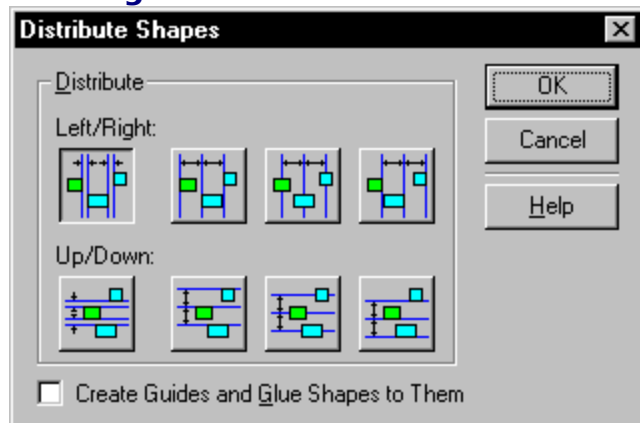 Distribute Shapes
Distribute
OK
Left/Right:
Cancel
Help
Up/Down:
Create Guides and Glue Shapes to Them